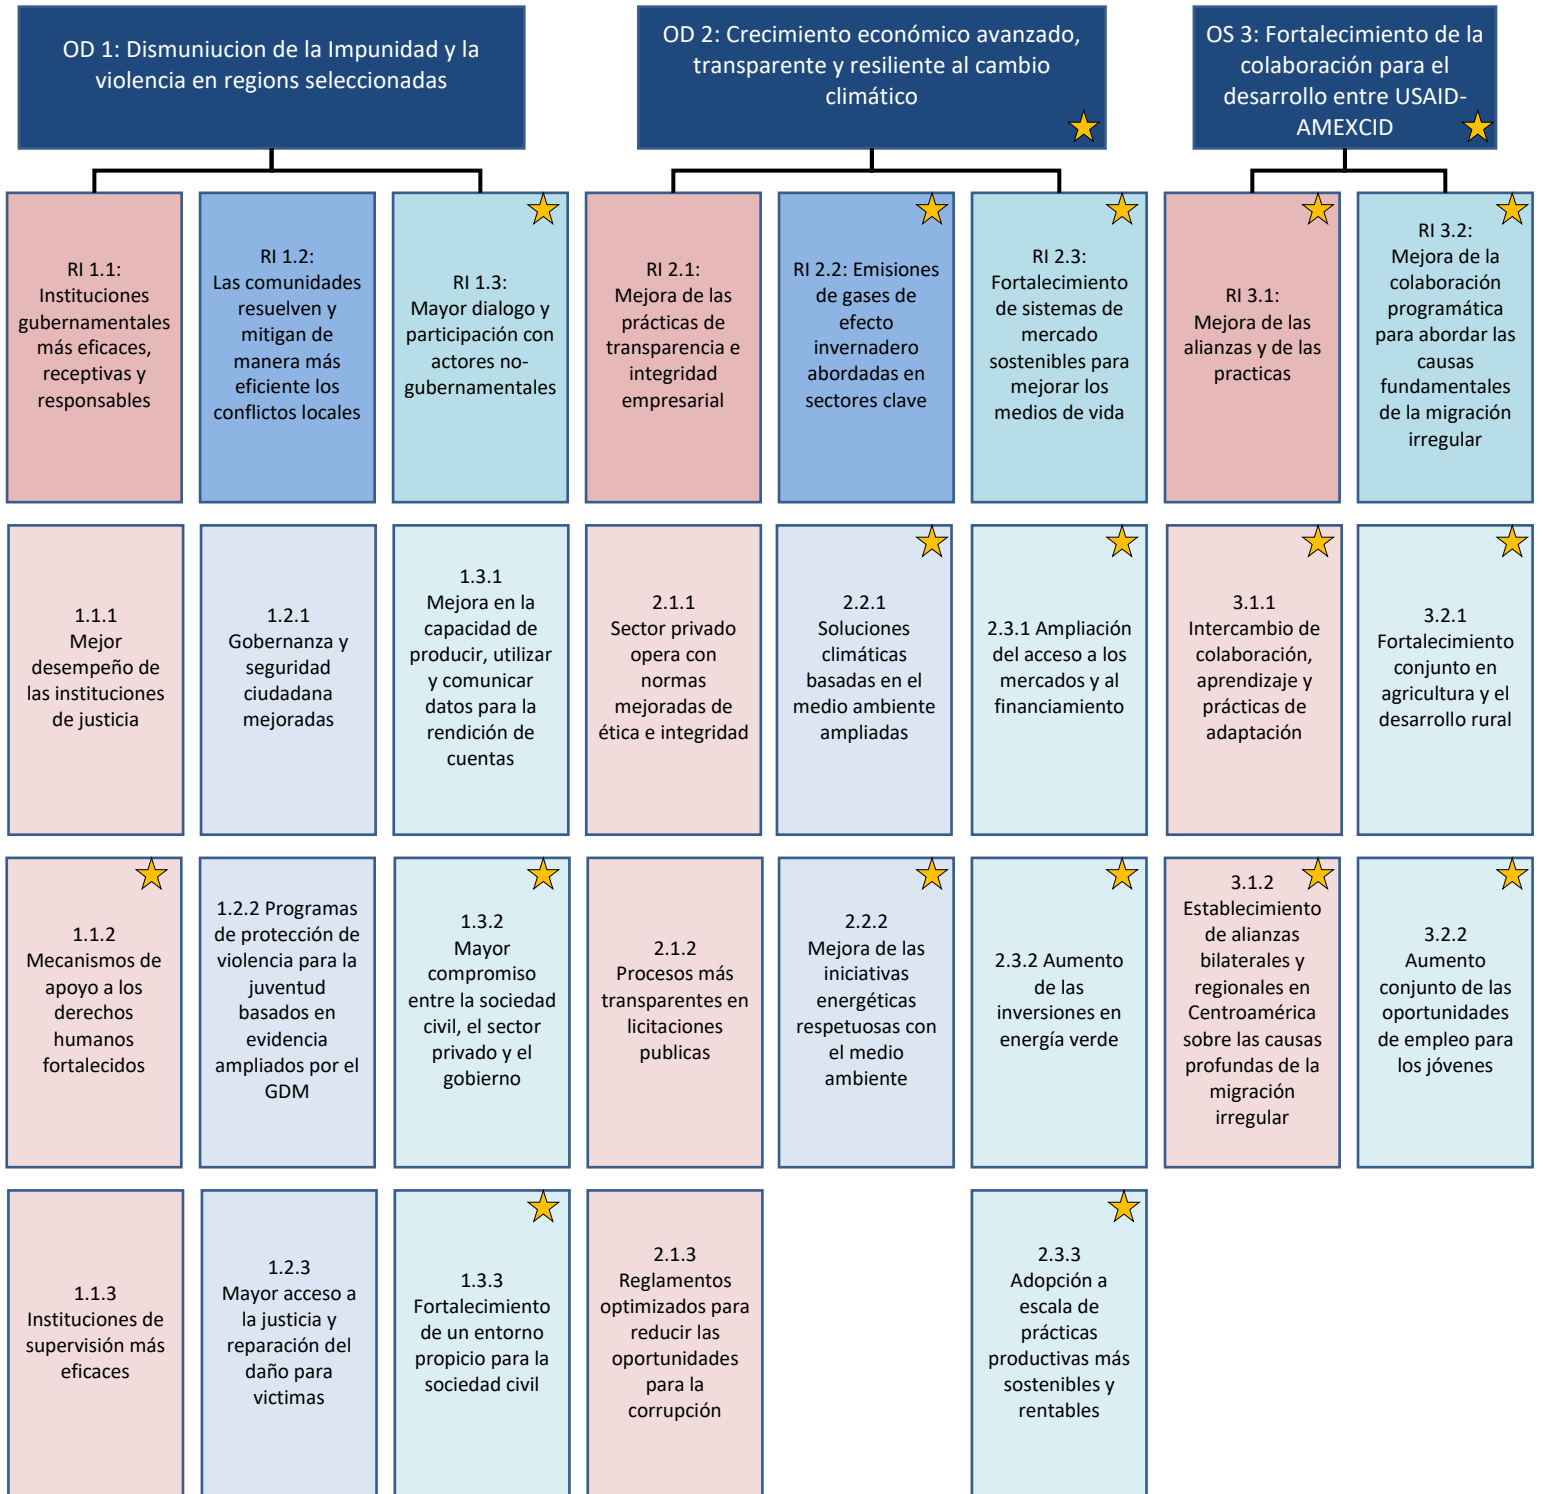 OD 1: Dismuniucion de la Impunidad y la
violencia en regions seleccionadas
OD 2: Crecimiento económico avanzado,
transparente y resiliente al cambio
climático
OS 3: Fortalecimiento de la
colaboración para el
desarrollo entre USAID-
AMEXCID
RI 1.1:
Instituciones
gubernamentales
más eficaces,
receptivas y
responsables
RI 1.2:
Las comunidades
resuelven y
mitigan de
manera más
eficiente los
conflictos locales
RI 1.3:
Mayor dialogo y
participación con
actores no-
gubernamentales
RI 2.1:
Mejora de las
prácticas de
transparencia e
integridad
empresarial
RI 2.2: Emisiones
de gases de
efecto
invernadero
abordadas en
sectores clave
RI 2.3:
Fortalecimiento
de sistemas de
mercado
sostenibles para
mejorar los
medios de vida
RI 3.1:
Mejora de las
alianzas y de las
practicas
RI 3.2:
Mejora de la
colaboración
programática
para abordar las
causas
fundamentales
de la migración
irregular
1.1.1
Mejor
desempeño de
las instituciones
de justicia
1.2.1
Gobernanza y
seguridad
ciudadana
mejoradas
1.3.1
Mejora en la
capacidad de
producir, utilizar
y comunicar
datos para la
rendición de
cuentas
2.1.1
Sector privado
opera con
normas
mejoradas de
ética e integridad
2.2.1
Soluciones
climáticas
basadas en el
medio ambiente
ampliadas
2.3.1 Ampliación
del acceso a los
mercados y al
financiamiento
3.1.1
Intercambio de
colaboración,
aprendizaje y
prácticas de
adaptación
3.2.1
Fortalecimiento
conjunto en
agricultura y el
desarrollo rural
1.1.2
Mecanismos de
apoyo a los
derechos
humanos
fortalecidos
1.2.2 Programas
de protección de
violencia para la
juventud
basados en
evidencia
ampliados por el
GDM
1.3.2
Mayor
compromiso
entre la sociedad
civil, el sector
privado y el
gobierno
2.1.2
Procesos más
transparentes en
licitaciones
publicas
2.2.2
Mejora de las
iniciativas
energéticas
respetuosas con
el medio
ambiente
2.3.2 Aumento
de las
inversiones en
energía verde
3.1.2
Establecimiento
de alianzas
bilaterales y
regionales en
Centroamérica
sobre las causas
profundas de la
migración
irregular
3.2.2
Aumento
conjunto de las
oportunidades
de empleo para
los jóvenes
1.1.3
Instituciones de
supervisión más
eficaces
1.2.3
Mayor acceso a
la justicia y
reparación del
daño para
victimas
1.3.3
Fortalecimiento
de un entorno
propicio para la
sociedad civil
2.1.3
Reglamentos
optimizados para
reducir las
oportunidades
para la
corrupción
2.3.3
Adopción a
escala de
prácticas
productivas más
sostenibles y
rentables